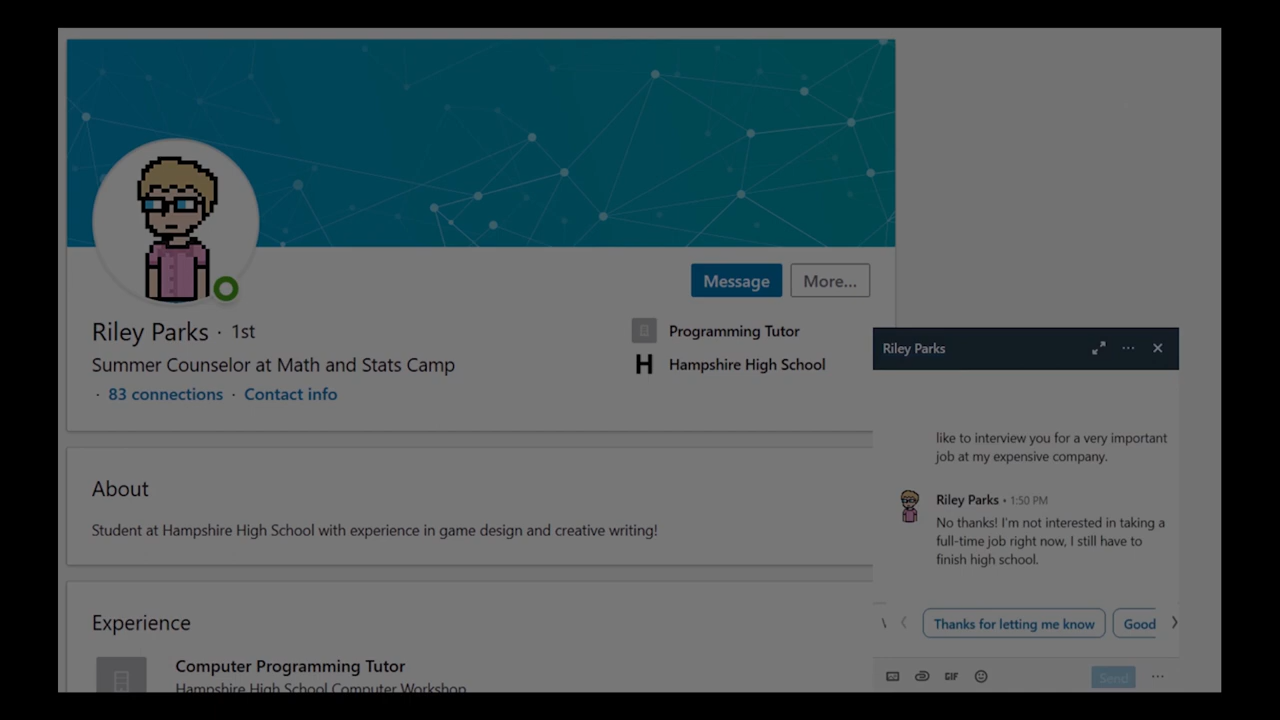 Message
More...
Riley Parks · 1st
Summer Counselor at Math and Stats Camp
· 83 connections · Contact info
Programming Tutor
H Hampshire High School
About
Student at Hampshire High School with experience in game design and creative writing!
Experience
Computer Programming Tutor
Hampshire High School Computer Workshop
Riley Parks
like to interview you for a very important
job at my expensive company.
Riley Parks • 1:50 PM
No thanks! I'm not interested in taking a
full-time job right now, I still have to
finish high school.
Thanks for letting me know
Good
GIF
Send